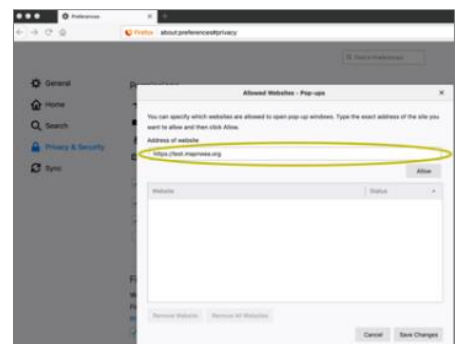 Preferences
Firefox about:preferences#privacy
Search Preferences
General
Home
Search
Privacy & Security
Sync
Allowed Websites - Pop-ups
You can specify which websites are allowed to open pop-up windows. Type the exact address of the site you
want to allow and then click Allow.
Address of website
Allow
Website Status
Remove Website Remove All Websites
Cancel Save Changes